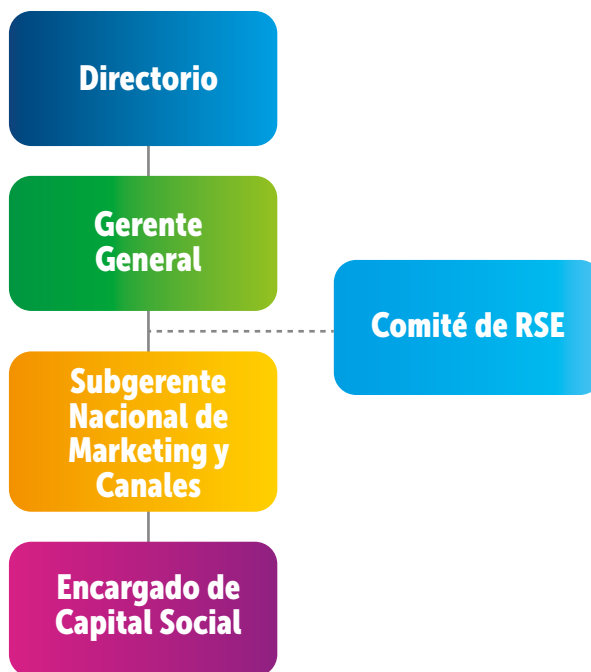 Directorio
Gerente
General
Comité de RSE
Subgerente
Nacional de
Marketing y
Canales
Encargado de
Capital Social